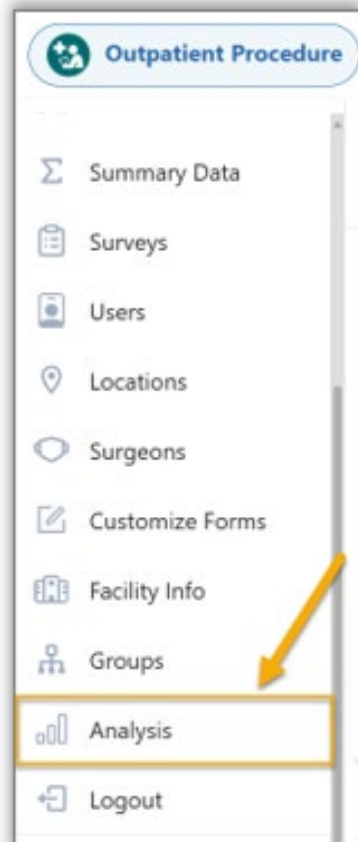 Outpatient Procedure
Summary Data
Surveys
Users
Locations
Surgeons
Customize Forms
Facility Info
Groups
Analysis
Logout